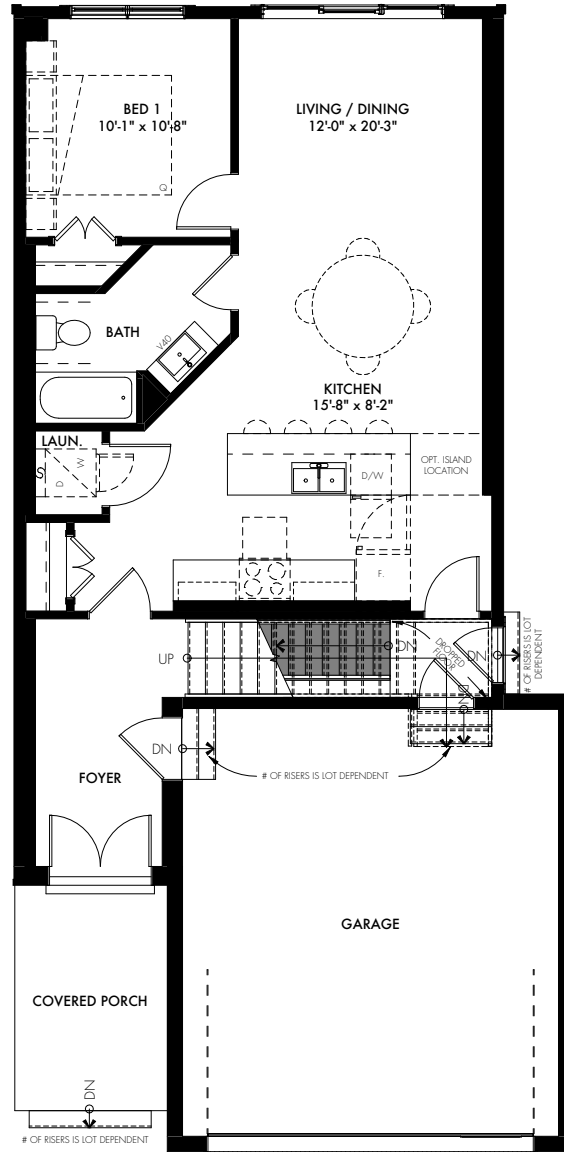 BED 1
10'-1" x 10'-8"
LIVING / DINING
12'-0" x 20'-3"
Q
BATH
V40
KITCHEN
15'-8" x 8'-2"
LAUN.
S
D
W
D/W
OPT. ISLAND
LOCATION
F.
UP
DN
DROPPED
FLOOR
DN
# OF RISERS IS LOT
DEPENDENT
DN
DN
# OF RISERS IS LOT DEPENDENT
FOYER
GARAGE
COVERED PORCH
DN
# OF RISERS IS LOT DEPENDENT